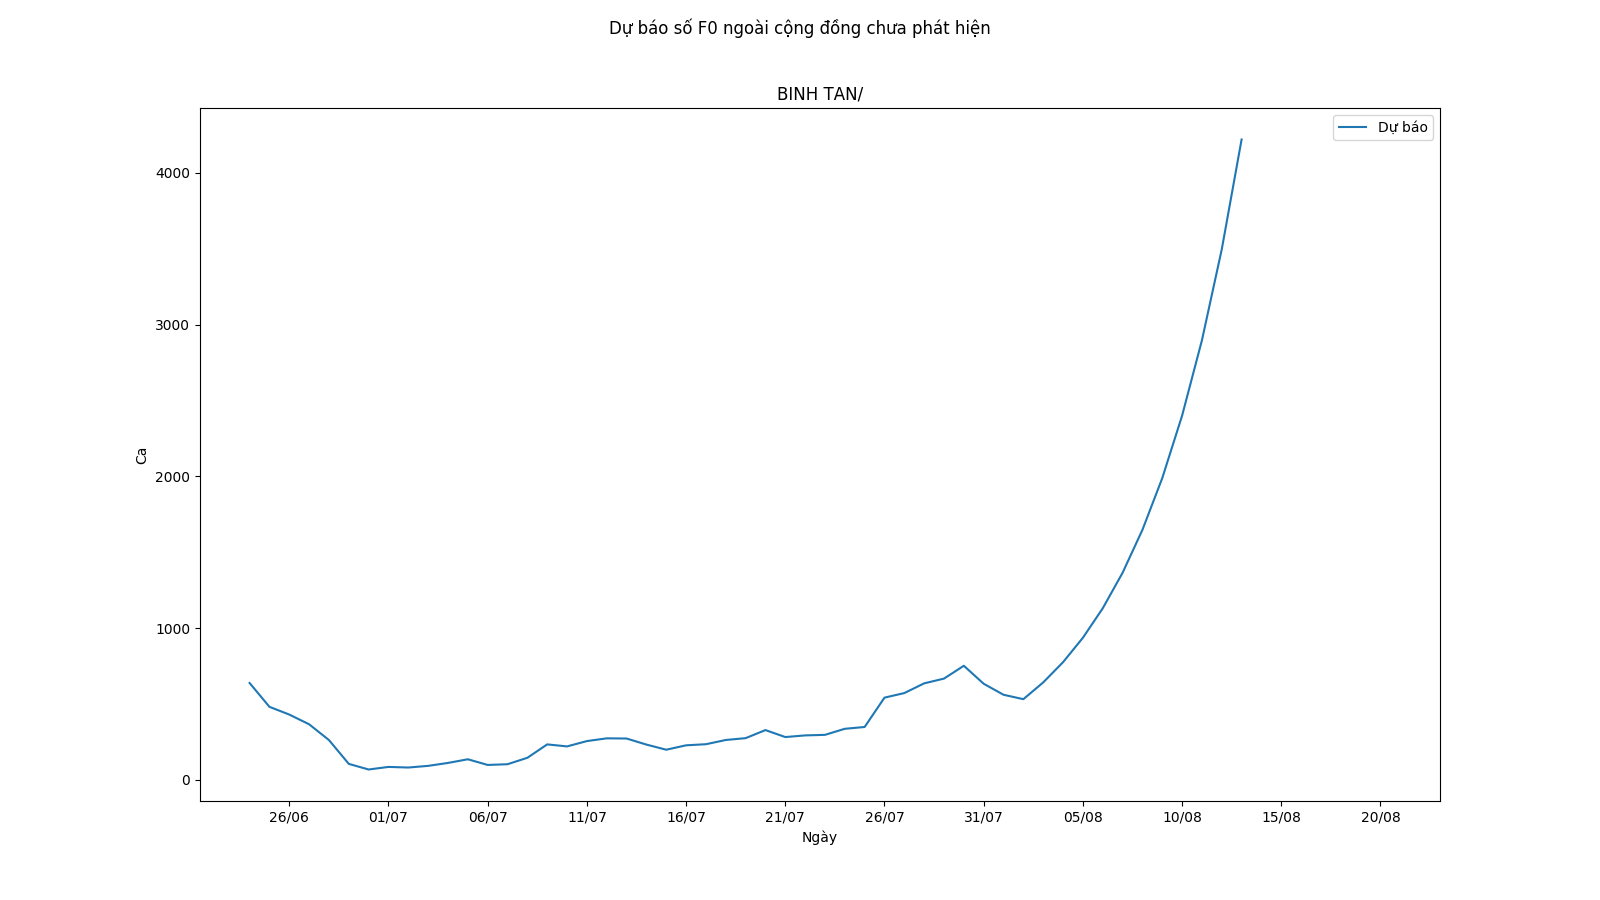 Dự báo số F0 ngoài cộng đồng chưa phát hiện
BINH TAN/
Dự báo
4000
3000
2000
1000
0
Ca
26/06 01/07 06/07 11/07 16/07 21/07 26/07 31/07 05/08 10/08 15/08 20/08
Ngày